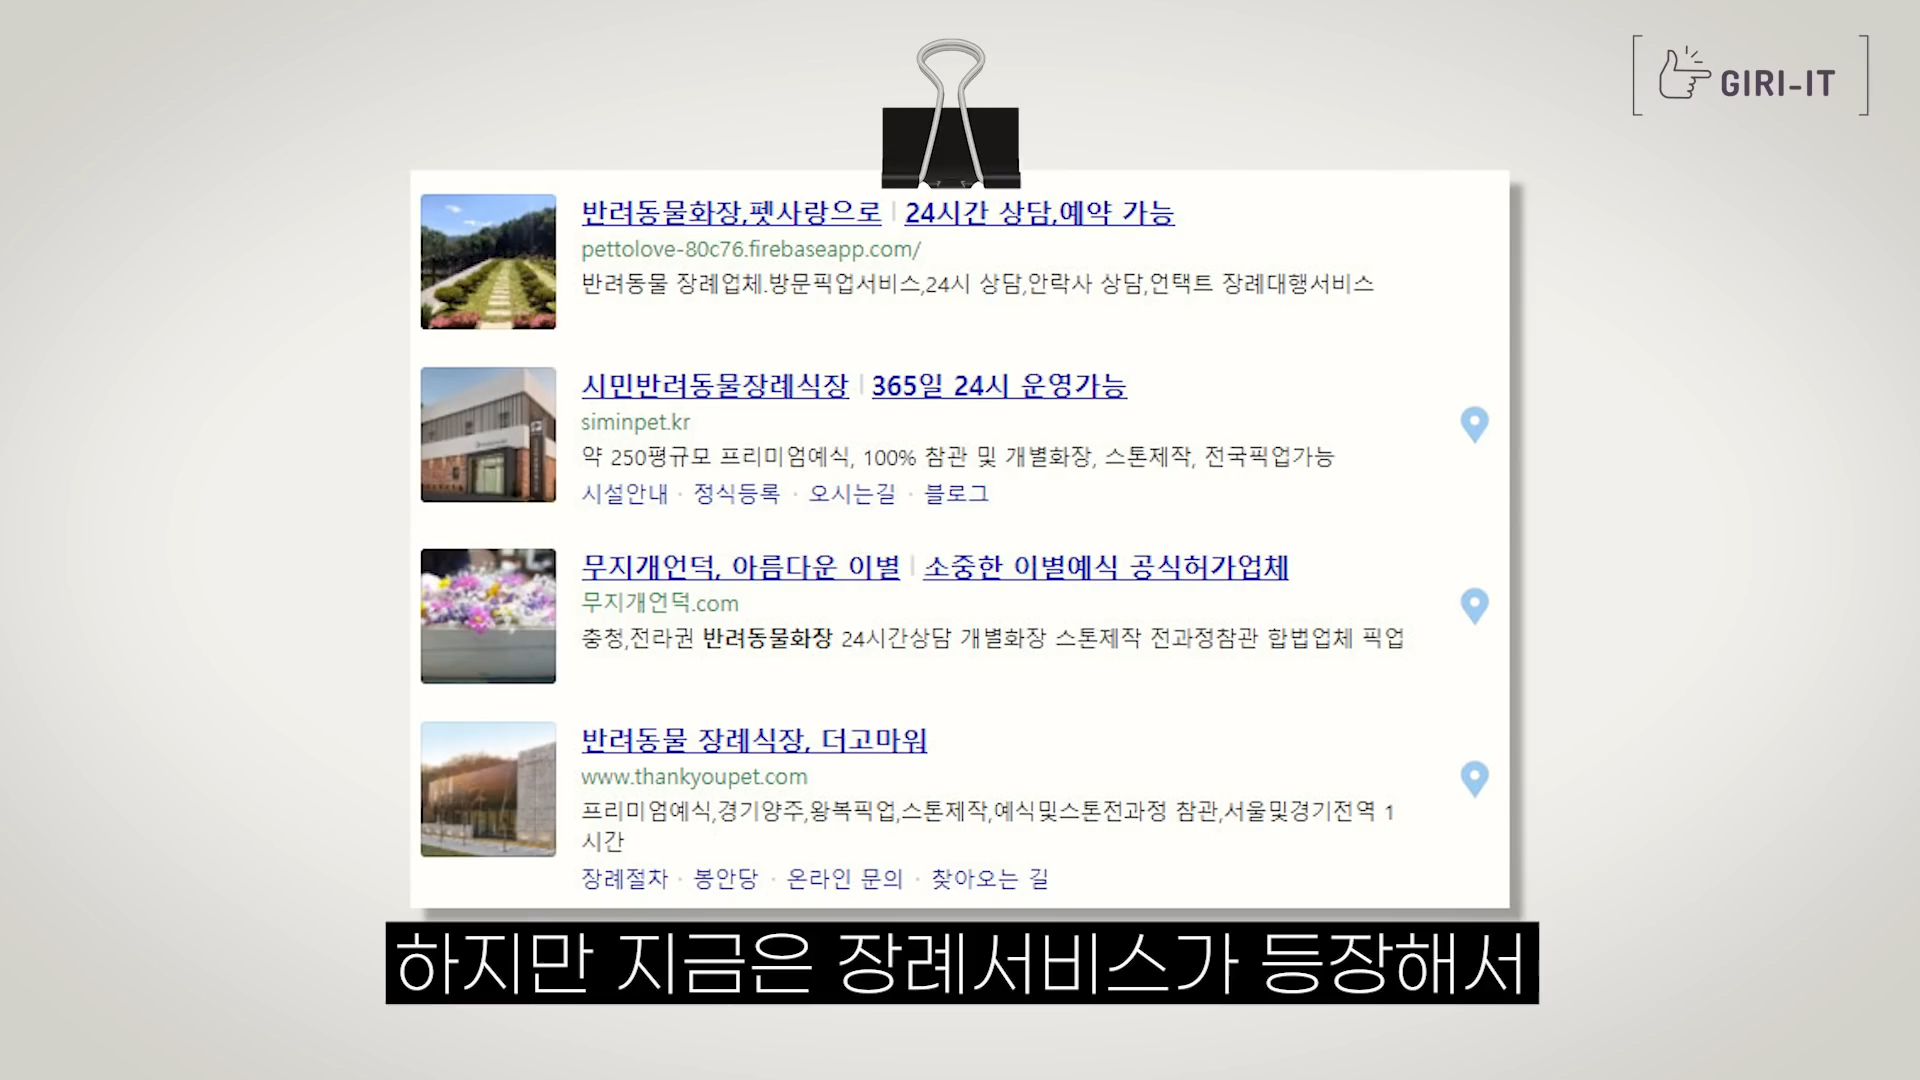 GIRI-IT
반려동물화장,펫사랑으로 | 24시간 상담,예약 가능
pettolove-80c76.firebaseapp.com/
반려동물 장례업체.방문픽업서비스,24시 상담,안락사 상담,언택트 장례대행서비스
시민반려동물장례식장 | 365일 24시 운영가능
siminpet.kr
약 250평규모 프리미엄예식, 100% 참관 및 개별화장, 스톤제작, 전국픽업가능
시설안내 · 정식등록 · 오시는길 · 블로그
무지개언덕, 아름다운 이별 | 소중한 이별예식 공식허가업체
무지개언덕.com
충청,전라권 반려동물화장 24시간상담 개별화장 스톤제작 전과정참관 합법업체 픽업
반려동물 장례식장, 더고마워
www.thankyoupet.com
프리미엄예식,경기양주,왕복픽업,스톤제작,예식및스톤전과정 참관,서울및경기전역 1
시간
장례절차 · 봉안당 · 온라인 문의 · 찾아오는 길
하지만 지금은 장례서비스가 등장해서